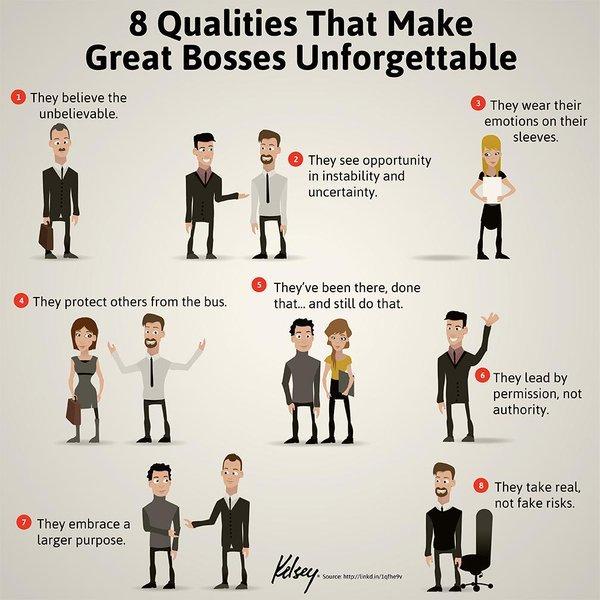 8 Qualities That Make
Great Bosses Unforgettable
1 They believe the
unbelievable.
2 They see opportunity
in instability and
uncertainty.
3 They wear their
emotions on their
sleeves.
4 They protect others from the bus.
5 They've been there, done
that... and still do that.
6 They lead by
permission, not
authority.
7 They embrace a
larger purpose.
8 They take real,
not fake risks.
Kelsey Source: http://linkd.in/1qfhe9v